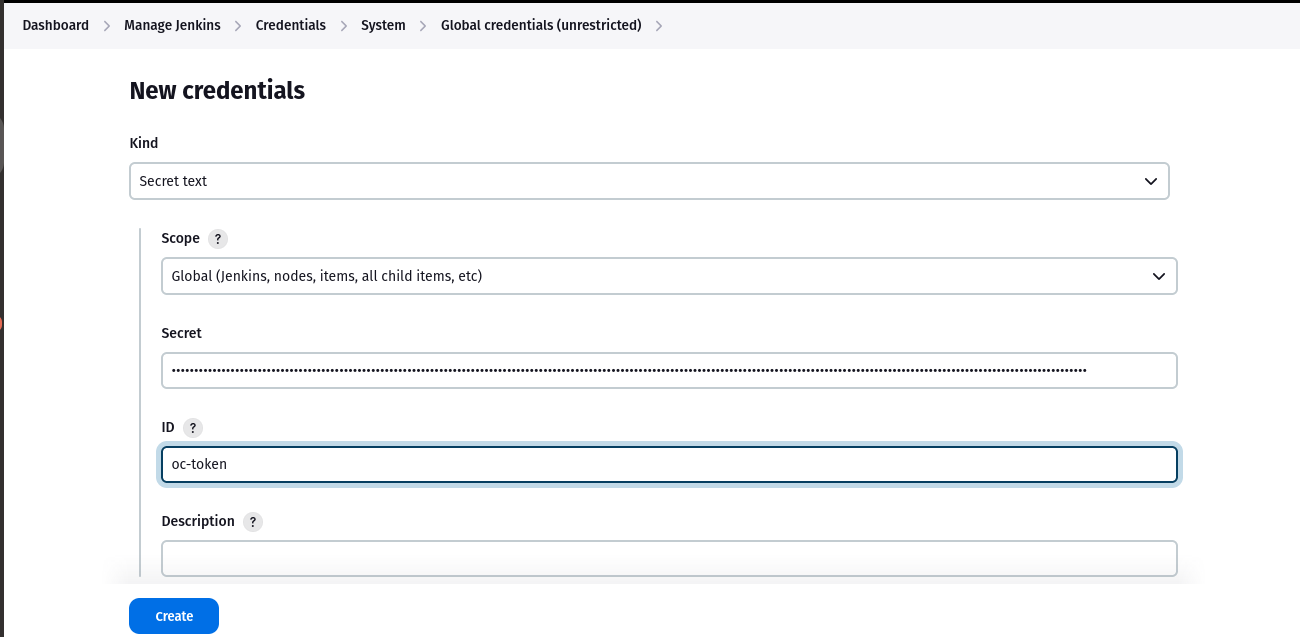 Dashboard > Manage Jenkins > Credentials > System > Global credentials (unrestricted) >
New credentials
Kind
Secret text
Scope ?
Global (Jenkins, nodes, items, all child items, etc)
Secret
ID ?
oc-token
Description ?
Create